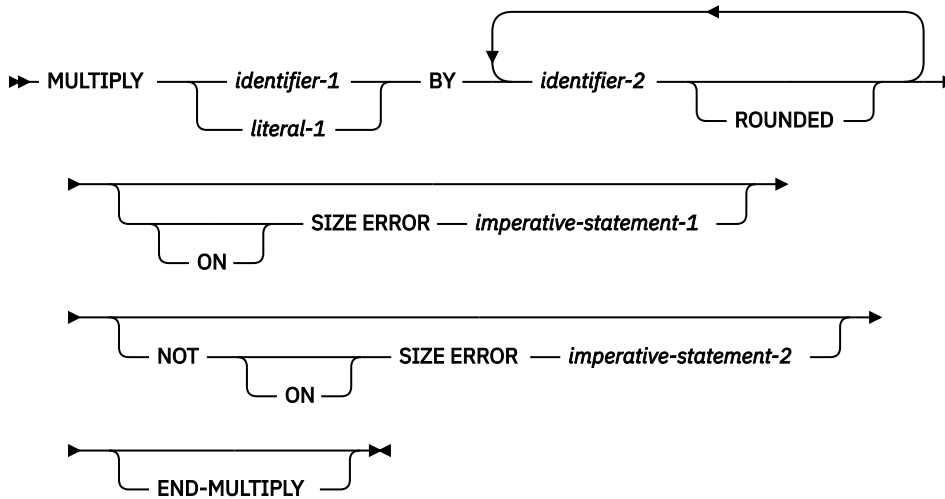 MULTIPLY identifier-1 BY identifier-2
literal-1 ROUNDED
SIZE ERROR imperative-statement-1
ON
NOT SIZE ERROR imperative-statement-2
ON
END-MULTIPLY